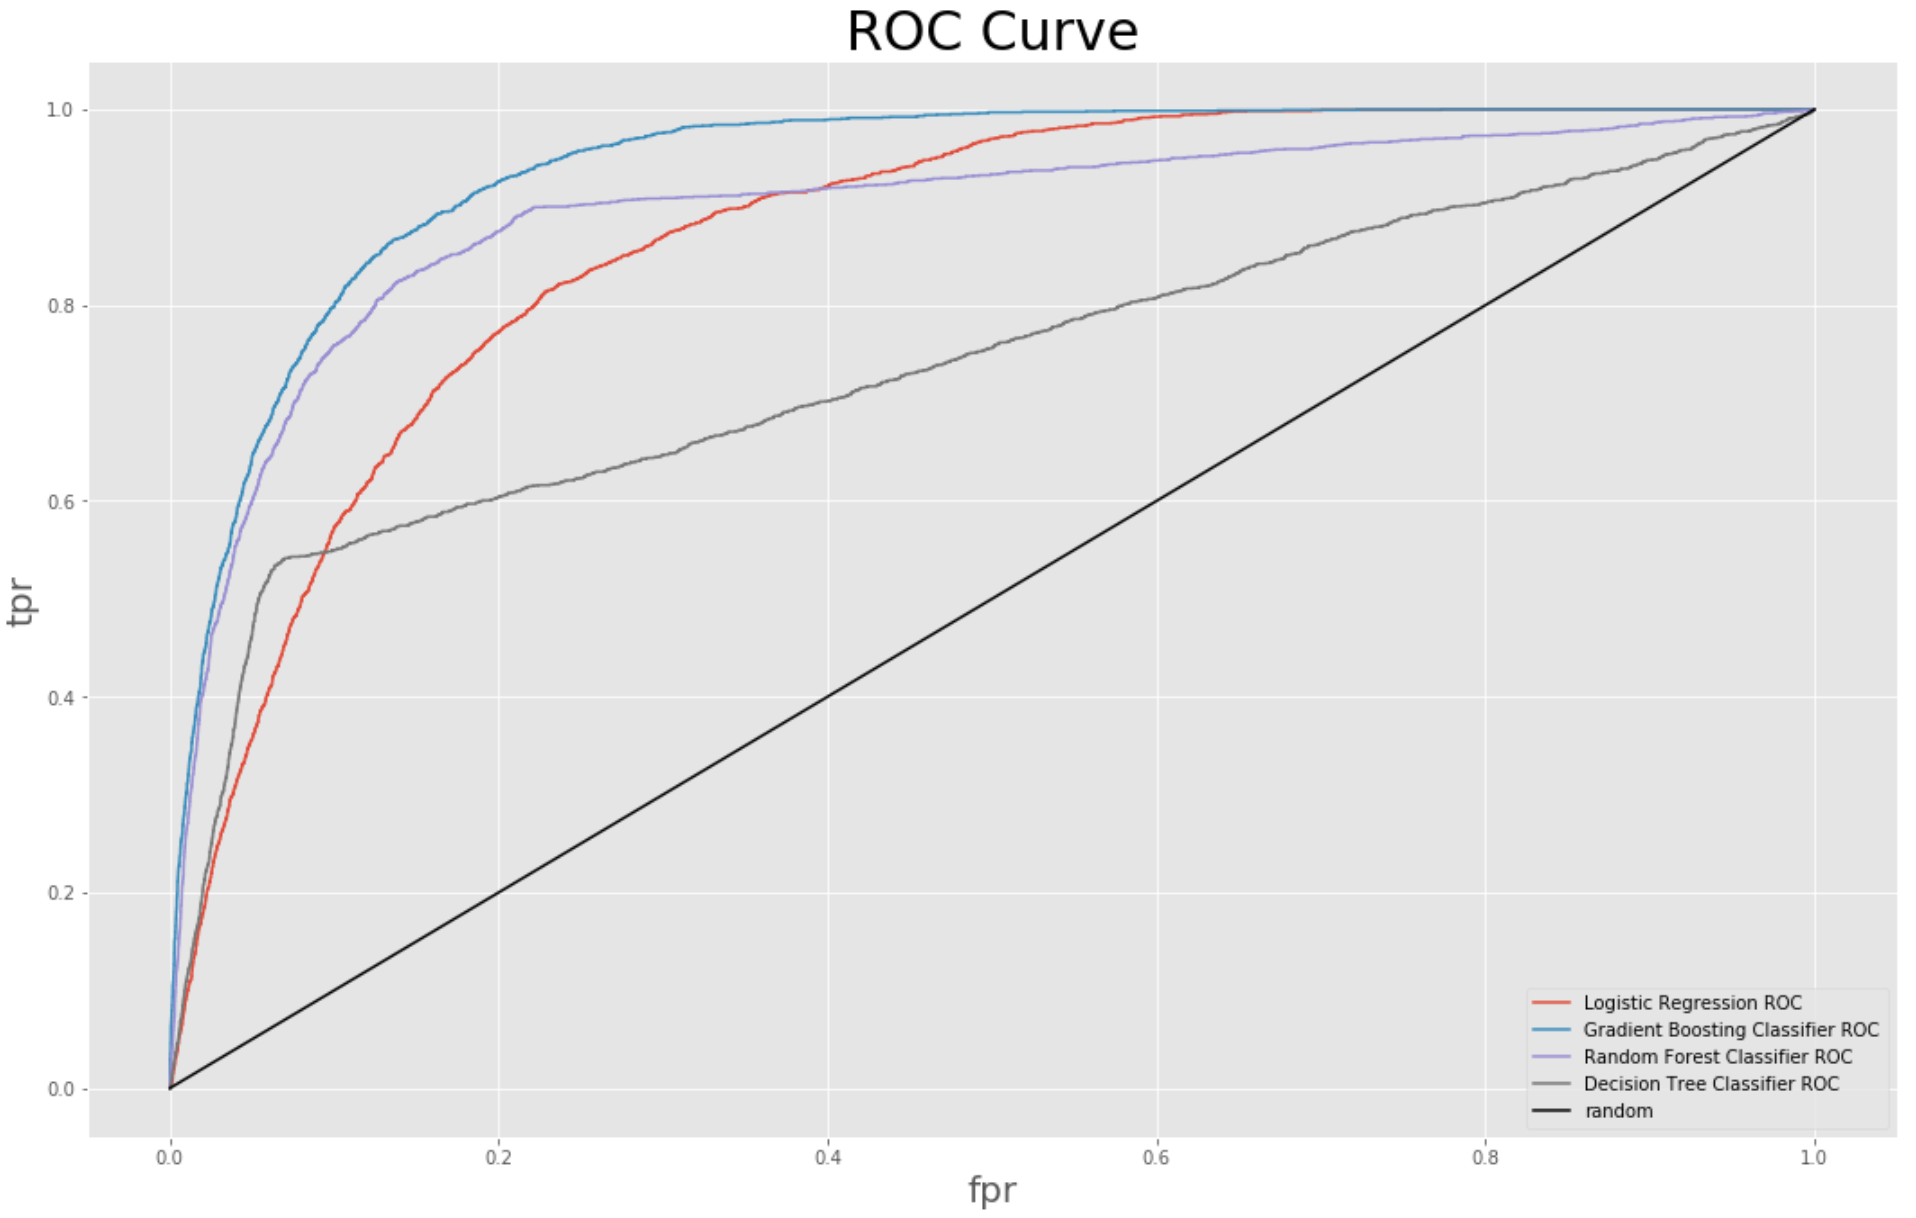 ROC Curve
1.0
0.8
0.6
0.4
0.2
0.0
tpr
0.0
0.2
0.4
0.6
0.8
1.0
fpr
Logistic Regression ROC
Gradient Boosting Classifier ROC
Random Forest Classifier ROC
Decision Tree Classifier ROC
random